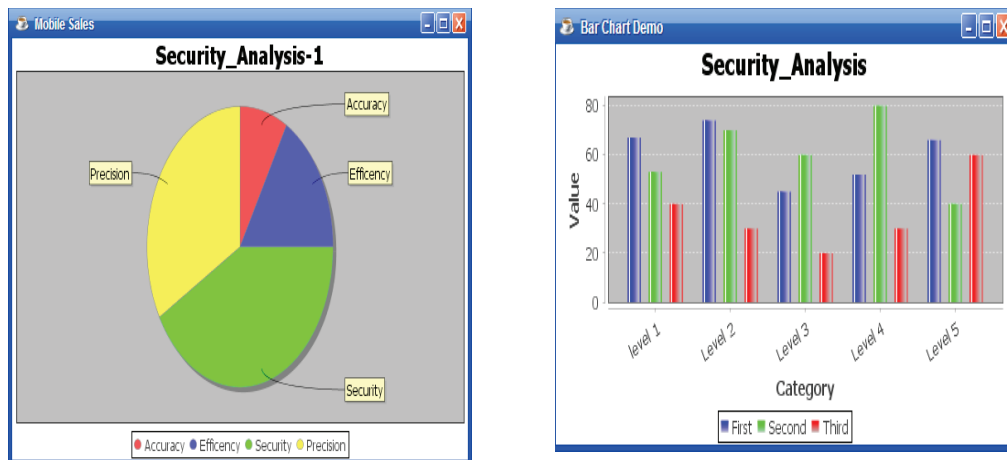 Mobile Sales
Security_Analysis-1
Accuracy
Precision
Efficency
Security
Accuracy Efficency Security Precision
Bar Chart Demo
Security_Analysis
80
60
40
20
0
Value
level 1 Level 2 Level 3 Level 4 Level 5
Category
First Second Third